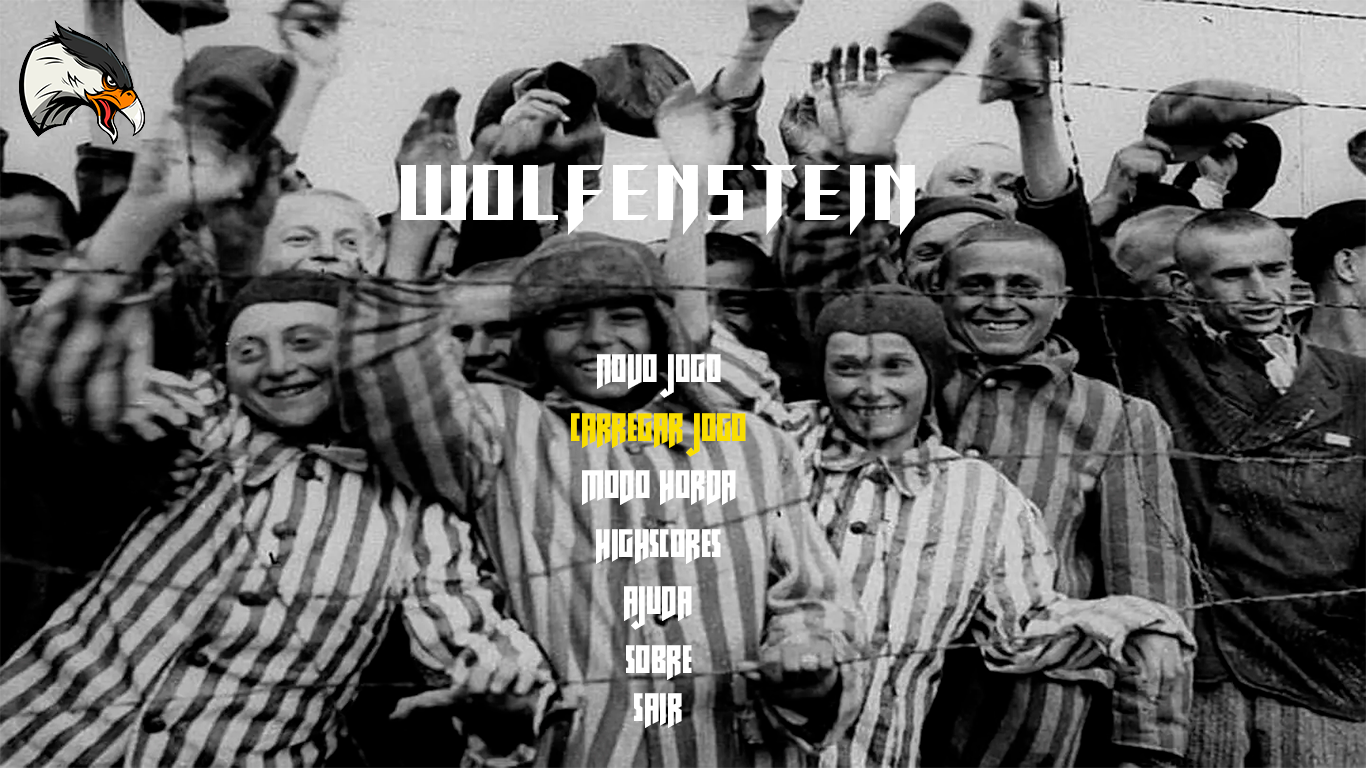 WOLFENSTEIN
NOVO JOGO
CARREGAR JOGO
MODO HORDA
HIGHSCORES
AJUDA
SOBRE
SAIR